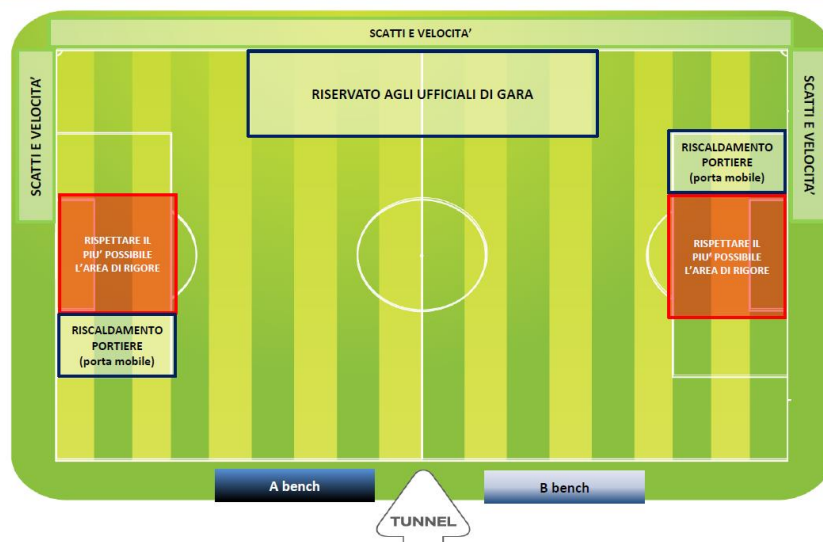 SCATTI E VELOCITA'
SCATTI E VELOCITA'
RISERVATO AGLI UFFICIALI DI GARA
SCATTI E VELOCITA'
RISCALDAMENTO
PORTIERE
(porta mobile)
RISPETTARE IL
PIU' POSSIBILE
L'AREA DI RIGORE
RISPETTARE IL
PIU' POSSIBILE
L'AREA DI RIGORE
RISCALDAMENTO
PORTIERE
(porta mobile)
A bench
B bench
TUNNEL